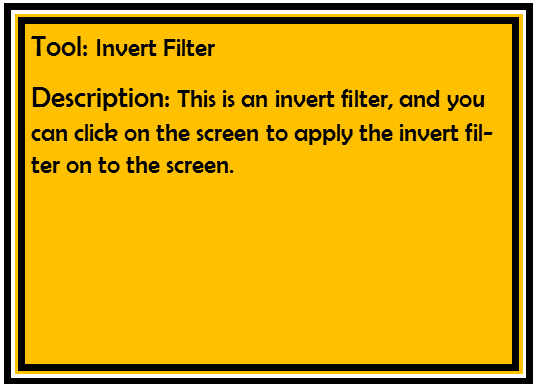 Tool: Invert Filter
Description: This is an invert filter, and you
can click on the screen to apply the invert fil-
ter on to the screen.